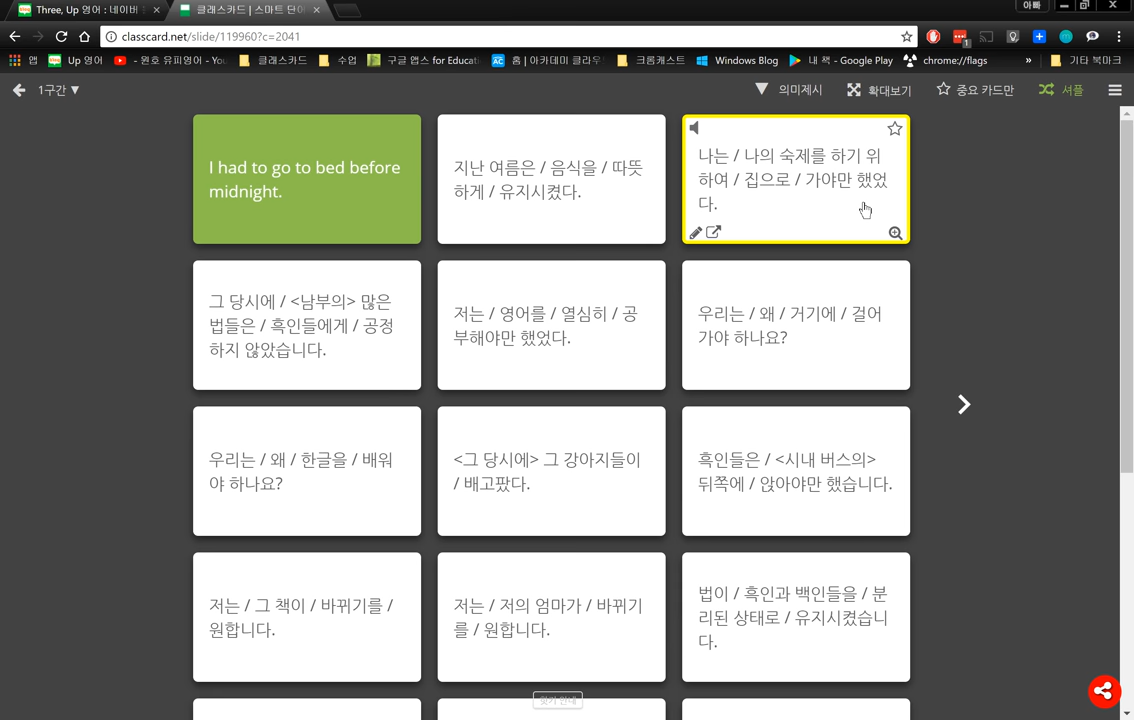 Three, Up 영어 : 네이버
클래스카드 | 스마트 단어
아빠
classcard.net/slide/119960?c=2041
앱
Up 영어
- 원호 유피영어 - You
클래스카드
수업
구글 앱스 for Educati
홈 | 아카데미 클라우
크롬캐스트
Windows Blog
내 책 - Google Play
chrome://flags
»
기타 북마크
1구간 ▼
의미제시
확대보기
중요 카드만
셔플
I had to go to bed before
midnight.
지난 여름은 / 음식을 / 따뜻
하게 / 유지시켰다.
나는 / 나의 숙제를 하기 위
하여 / 집으로 / 가야만 했었
다.
그 당시에 / <남부의> 많은
법들은 / 흑인들에게 / 공정
하지 않았습니다.
저는 / 영어를 / 열심히 / 공
부해야만 했었다.
우리는 / 왜 / 거기에 / 걸어
가야 하나요?
우리는 / 왜 / 한글을 / 배워
야 하나요?
<그 당시에> 그 강아지들이
/ 배고팠다.
흑인들은 / <시내 버스의>
뒤쪽에 / 앉아야만 했습니다.
저는 / 그 책이 / 바뀌기를 /
원합니다.
저는 / 저의 엄마가 / 바뀌기
를 / 원합니다.
법이 / 흑인과 백인들을 / 분
리된 상태로 / 유지시켰습니
다.